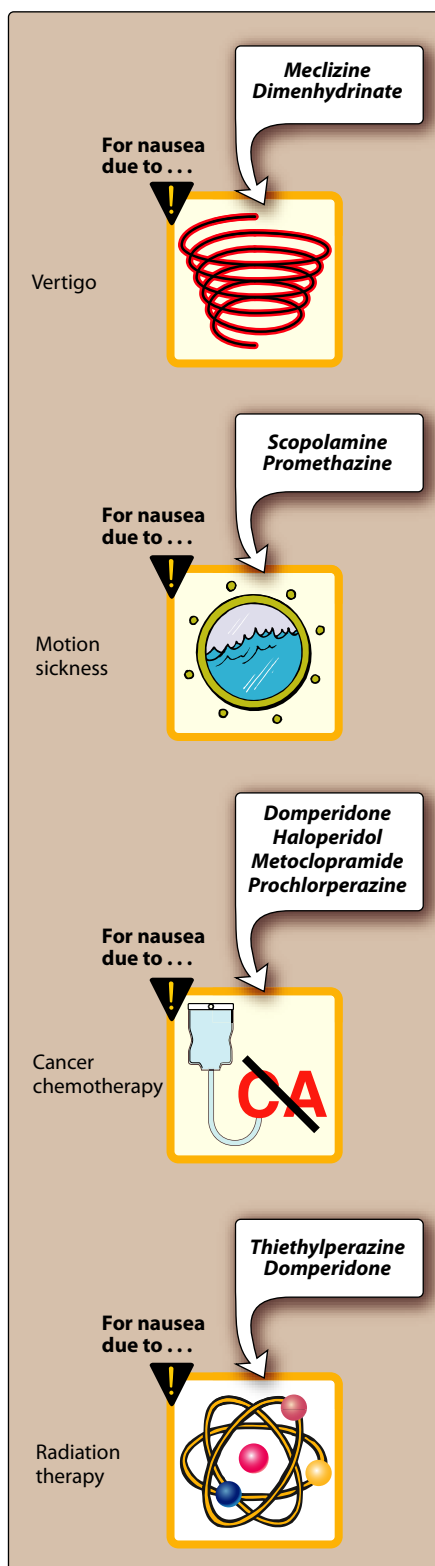 Meclizine
Dimenhydrinate
For nausea
due to . . .
!
Vertigo
Scopolamine
Promethazine
For nausea
due to . . .
!
Motion
sickness
Domperidone
Haloperidol
Metoclopramide
Prochlorperazine
For nausea
due to . . .
!
Cancer
chemotherapy
CA
Thiethylperazine
Domperidone
For nausea
due to . . .
!
Radiation
therapy